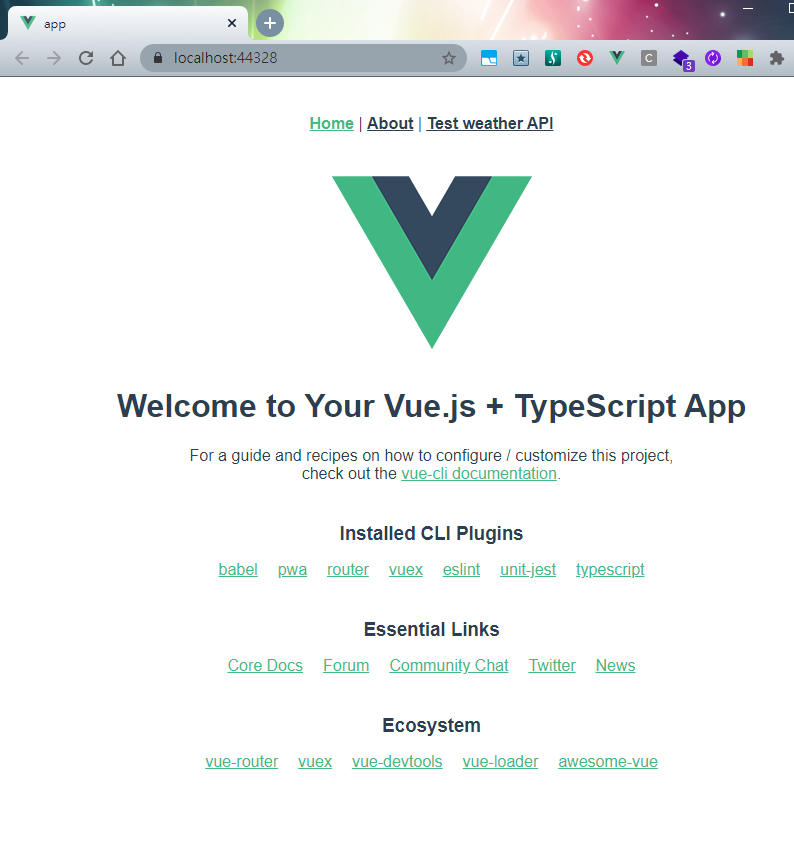 app
localhost:44328
C
3
Home | About | Test weather API
Welcome to Your Vue.js + TypeScript App
For a guide and recipes on how to configure / customize this project,
check out the vue-cli documentation.
Installed CLI Plugins
babel pwa router vuex eslint unit-jest typescript
Essential Links
Core Docs Forum Community Chat Twitter News
Ecosystem
vue-router vuex vue-devtools vue-loader awesome-vue